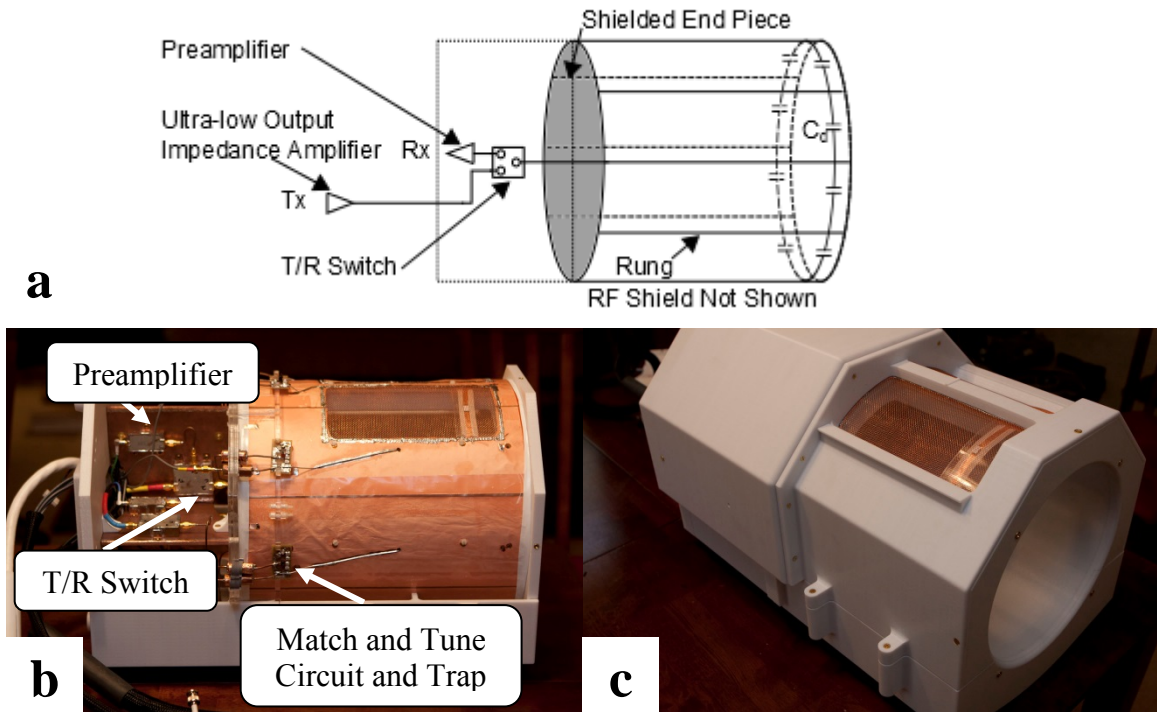 Shielded End Piece
Preamplifier
Ultra-low Output
Impedance Amplifier
Rx
Tx
C_d
T/R Switch
Rung
RF Shield Not Shown
a
Preamplifier
T/R Switch
Match and Tune
Circuit and Trap
b
c